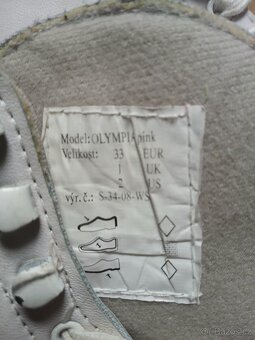 Model: OLYMPIA pink
Velikost: 33 EUR
1 UK
2 US
výr. č.: S-34-08-WS